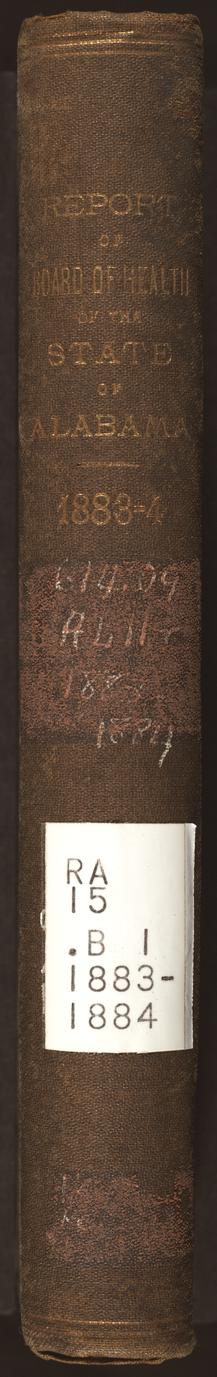 REPORT
OF
BOARD OF HEALTH
OF THE
STATE
OF
ALABAMA
1883-4
614.09
AL11r
1884
RA
15
.B 1
1883-
1884